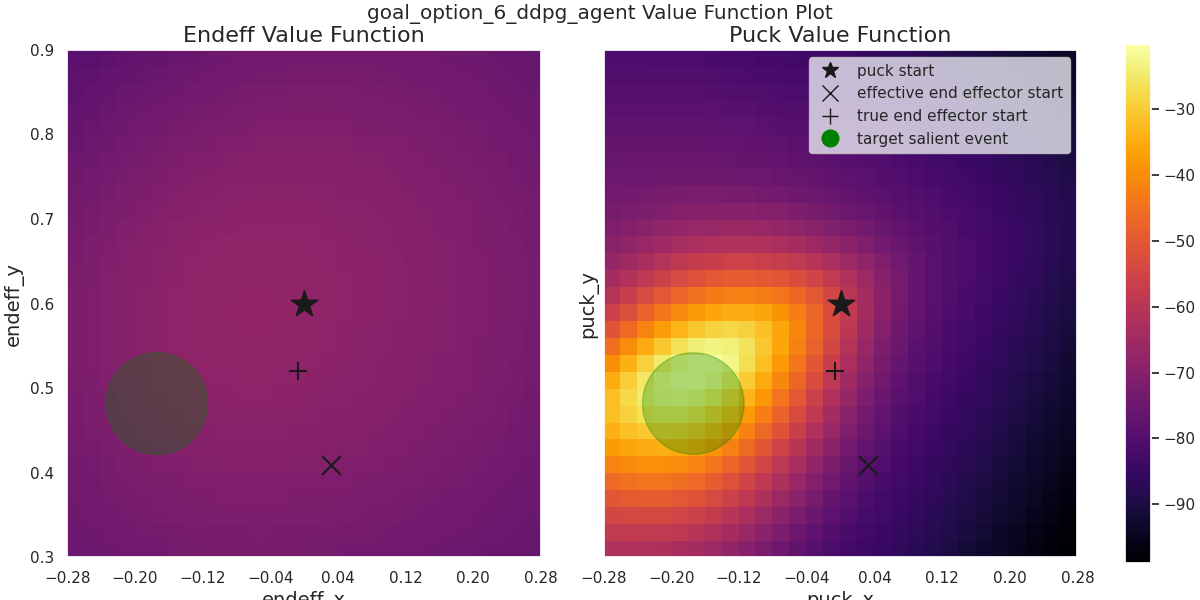 goal_option_6_ddpg_agent Value Function Plot
Endeff Value Function
Puck Value Function
puck start
effective end effector start
true end effector start
target salient event
endeff_y
0.9
0.8
0.7
0.6
0.5
0.4
0.3
−0.28 −0.20 −0.12 −0.04 0.04 0.12 0.20 0.28
endeff_x
puck_y
−0.28 −0.20 −0.12 −0.04 0.04 0.12 0.20 0.28
puck_x
−30
−40
−50
−60
−70
−80
−90